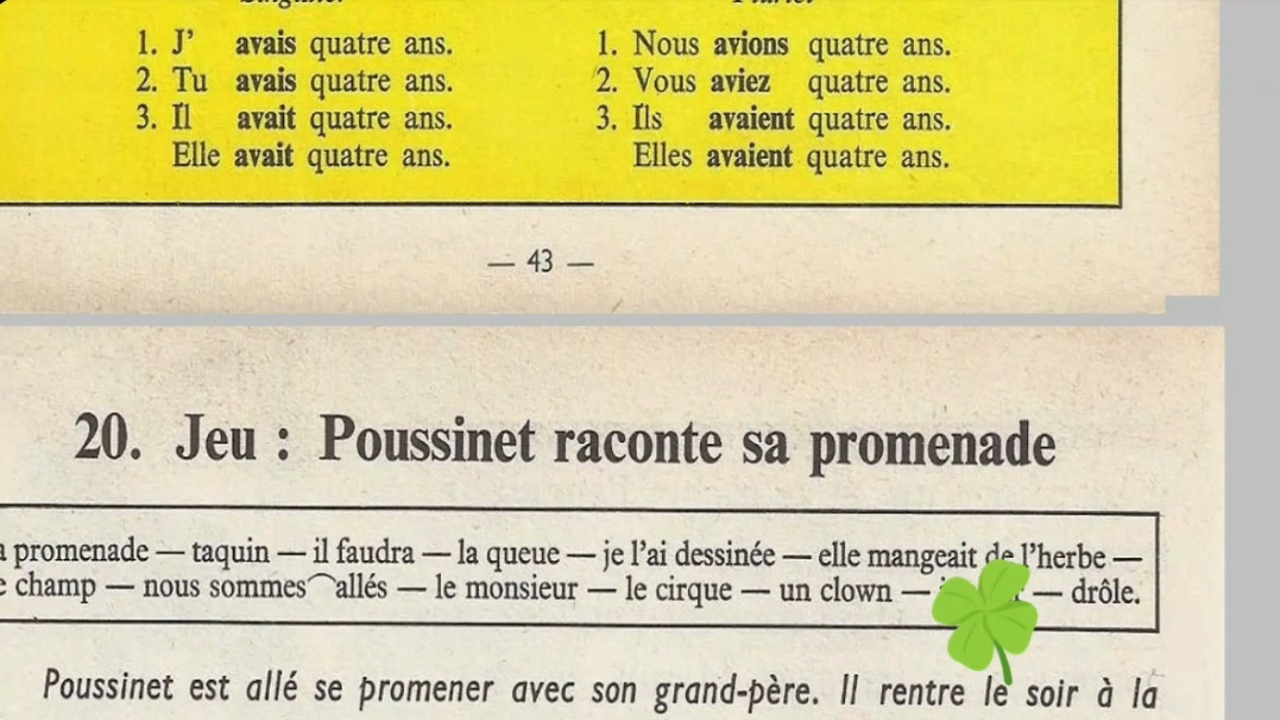 1. J' avais quatre ans.
2. Tu avais quatre ans.
3. Il avait quatre ans.
Elle avait quatre ans.
1. Nous avions quatre ans.
2. Vous aviez quatre ans.
3. Ils avaient quatre ans.
Elles avaient quatre ans.
— 43 —
20. Jeu : Poussinet raconte sa promenade
promenade — taquin — il faudra — la queue — je l'ai dessinée — elle mangeait de l'herbe —
champ — nous sommes allés — le monsieur — le cirque — un clown — — drôle.
Poussinet est allé se promener avec son grand-père. Il rentre le soir à la